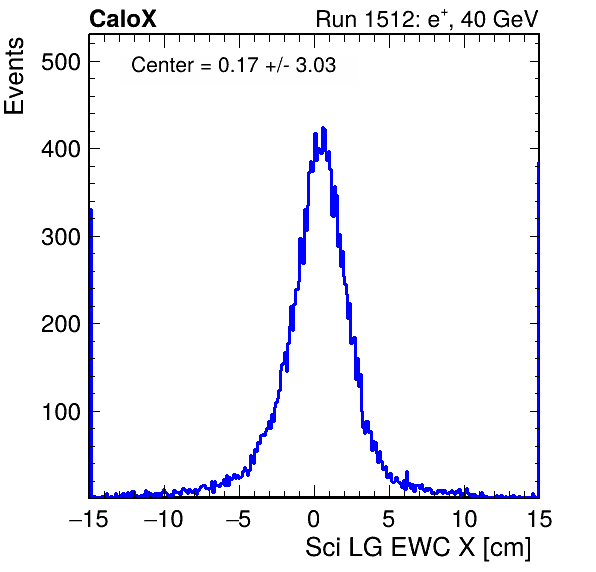 CaloX Run 1512: e⁺, 40 GeV
Events
Center = 0.17 +/- 3.03
500
400
300
200
100
−15 −10 −5 0 5 10 15
Sci LG EWC X [cm]